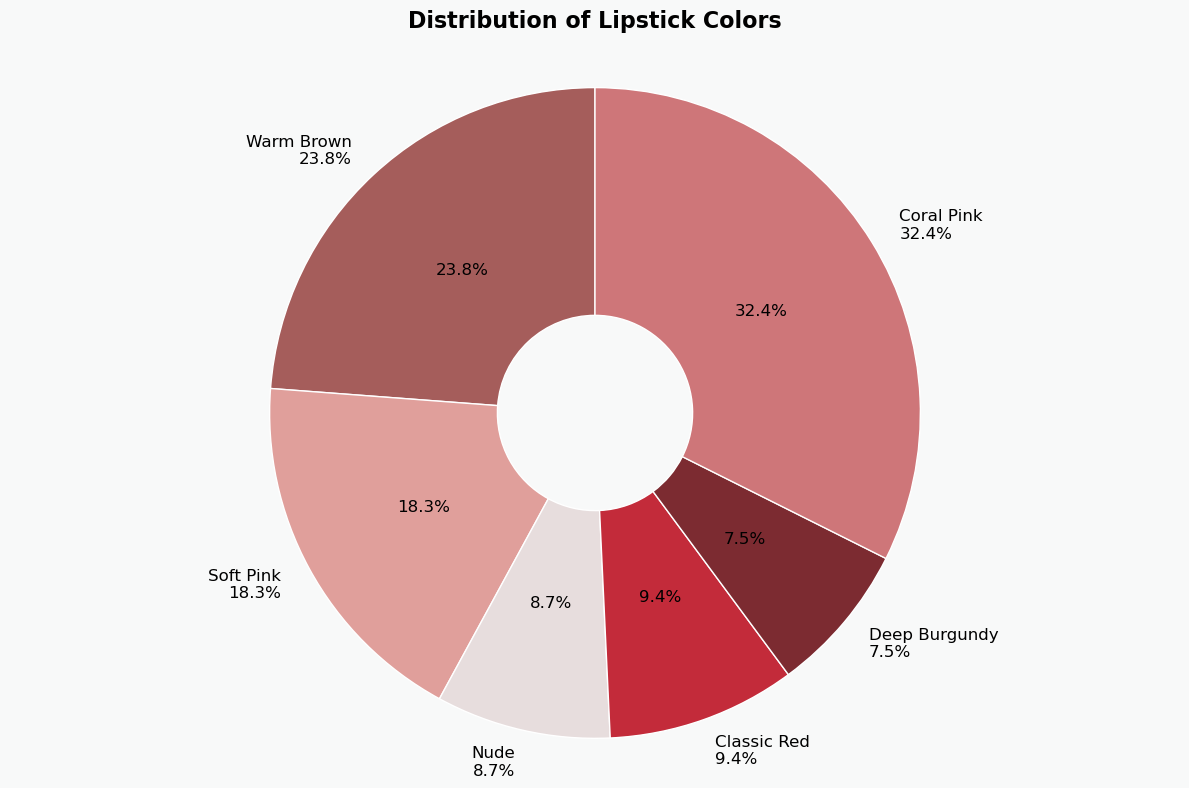 Distribution of Lipstick Colors
Warm Brown
23.8%
Coral Pink
32.4%
23.8%
32.4%
18.3%
7.5%
Soft Pink
18.3%
8.7%
9.4%
Deep Burgundy
7.5%
Nude
8.7%
Classic Red
9.4%